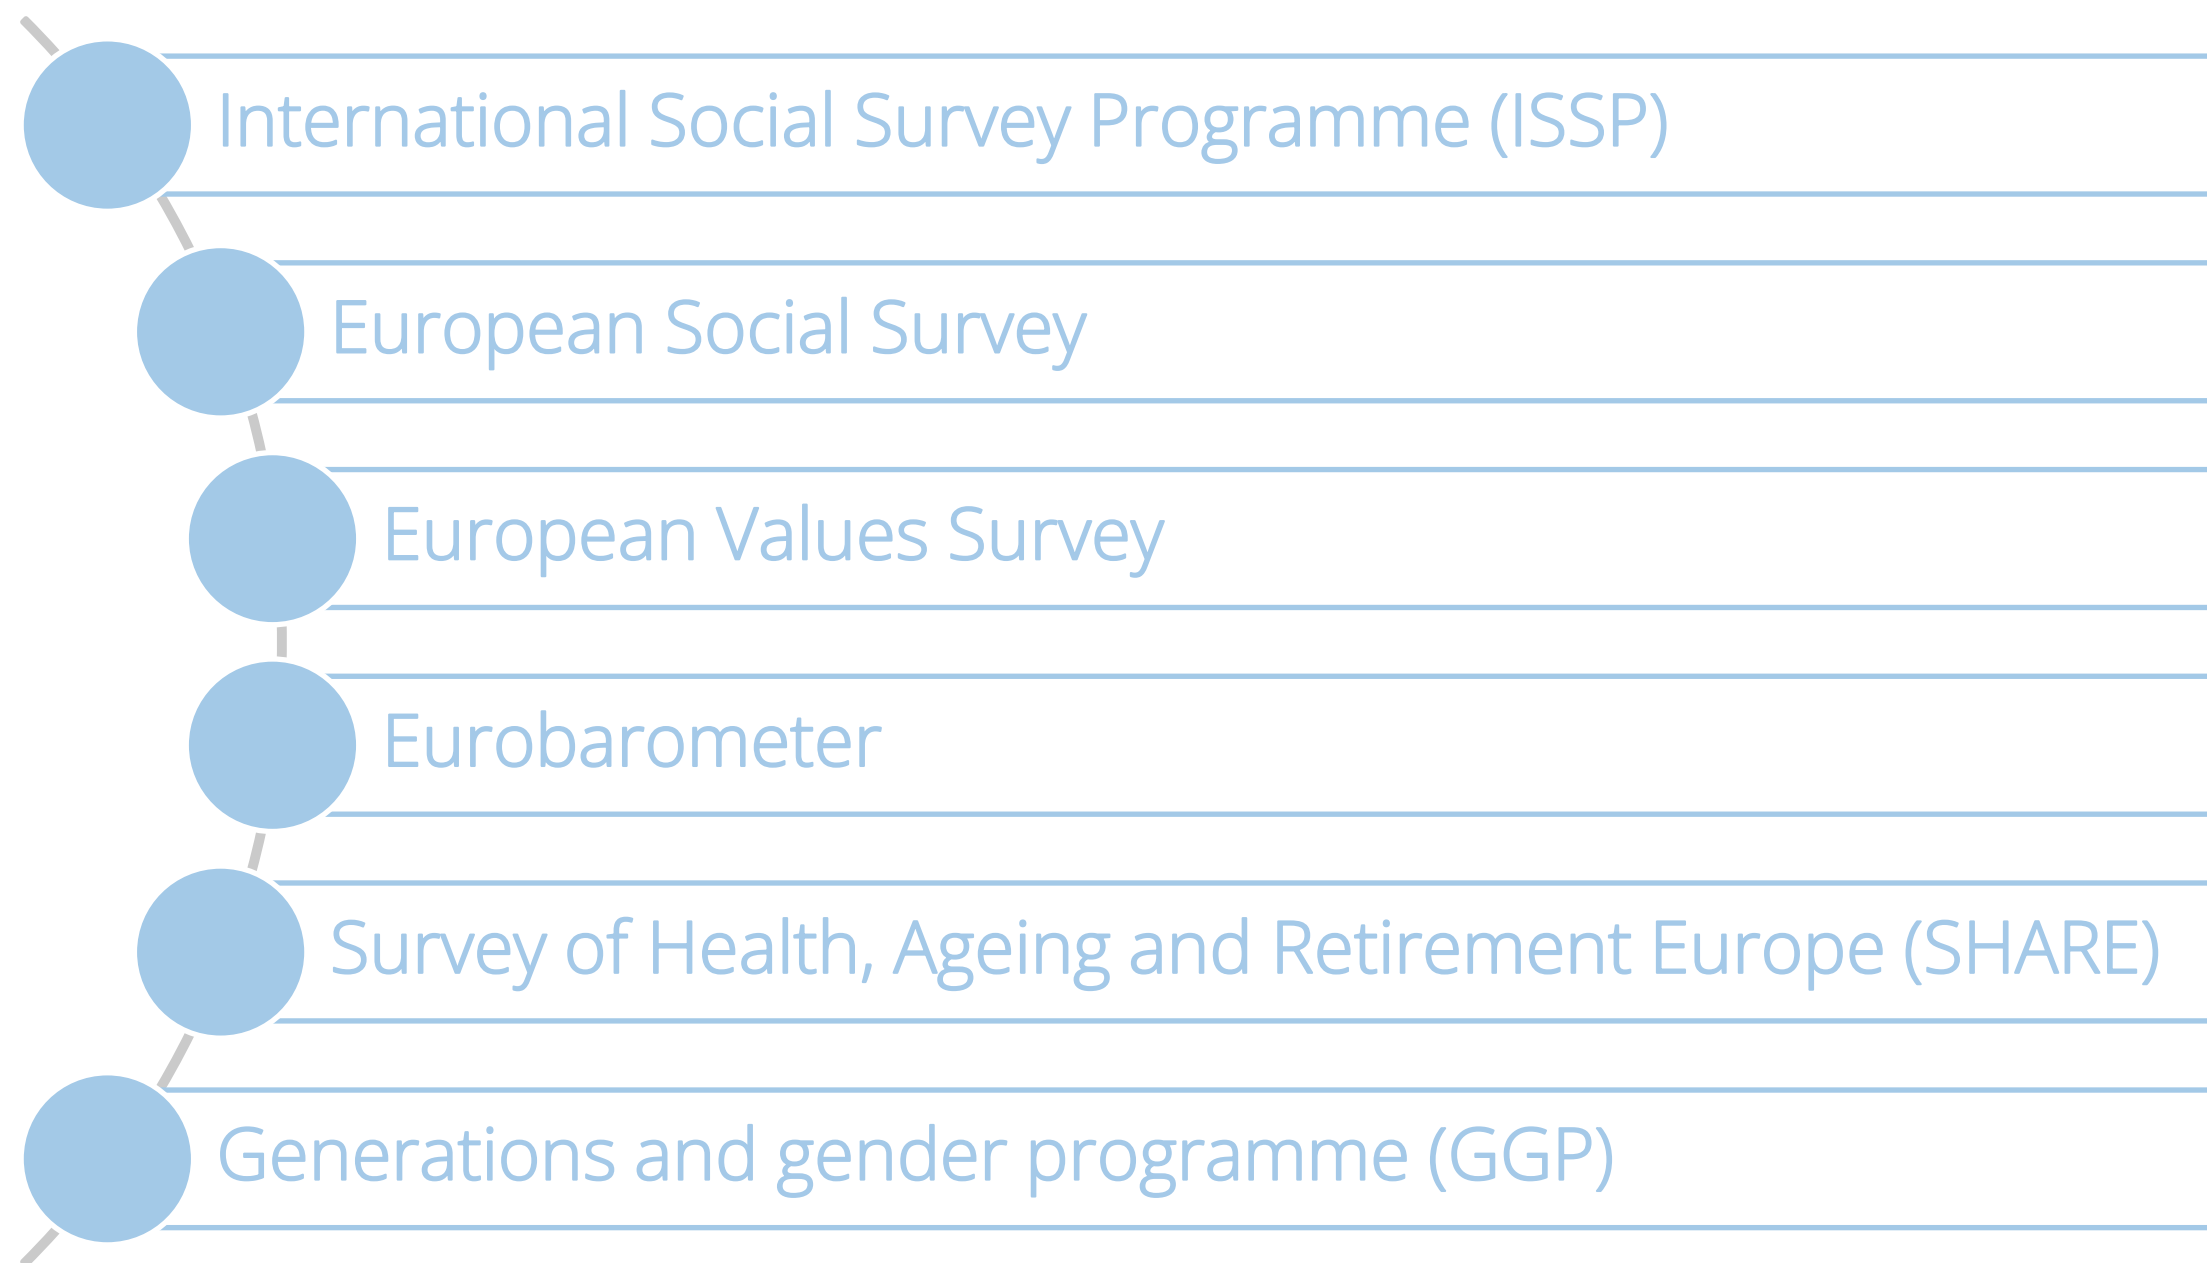 International Social Survey Programme (ISSP)
European Social Survey
European Values Survey
Eurobarometer
Survey of Health, Ageing and Retirement Europe (SHARE)
Generations and gender programme (GGP)